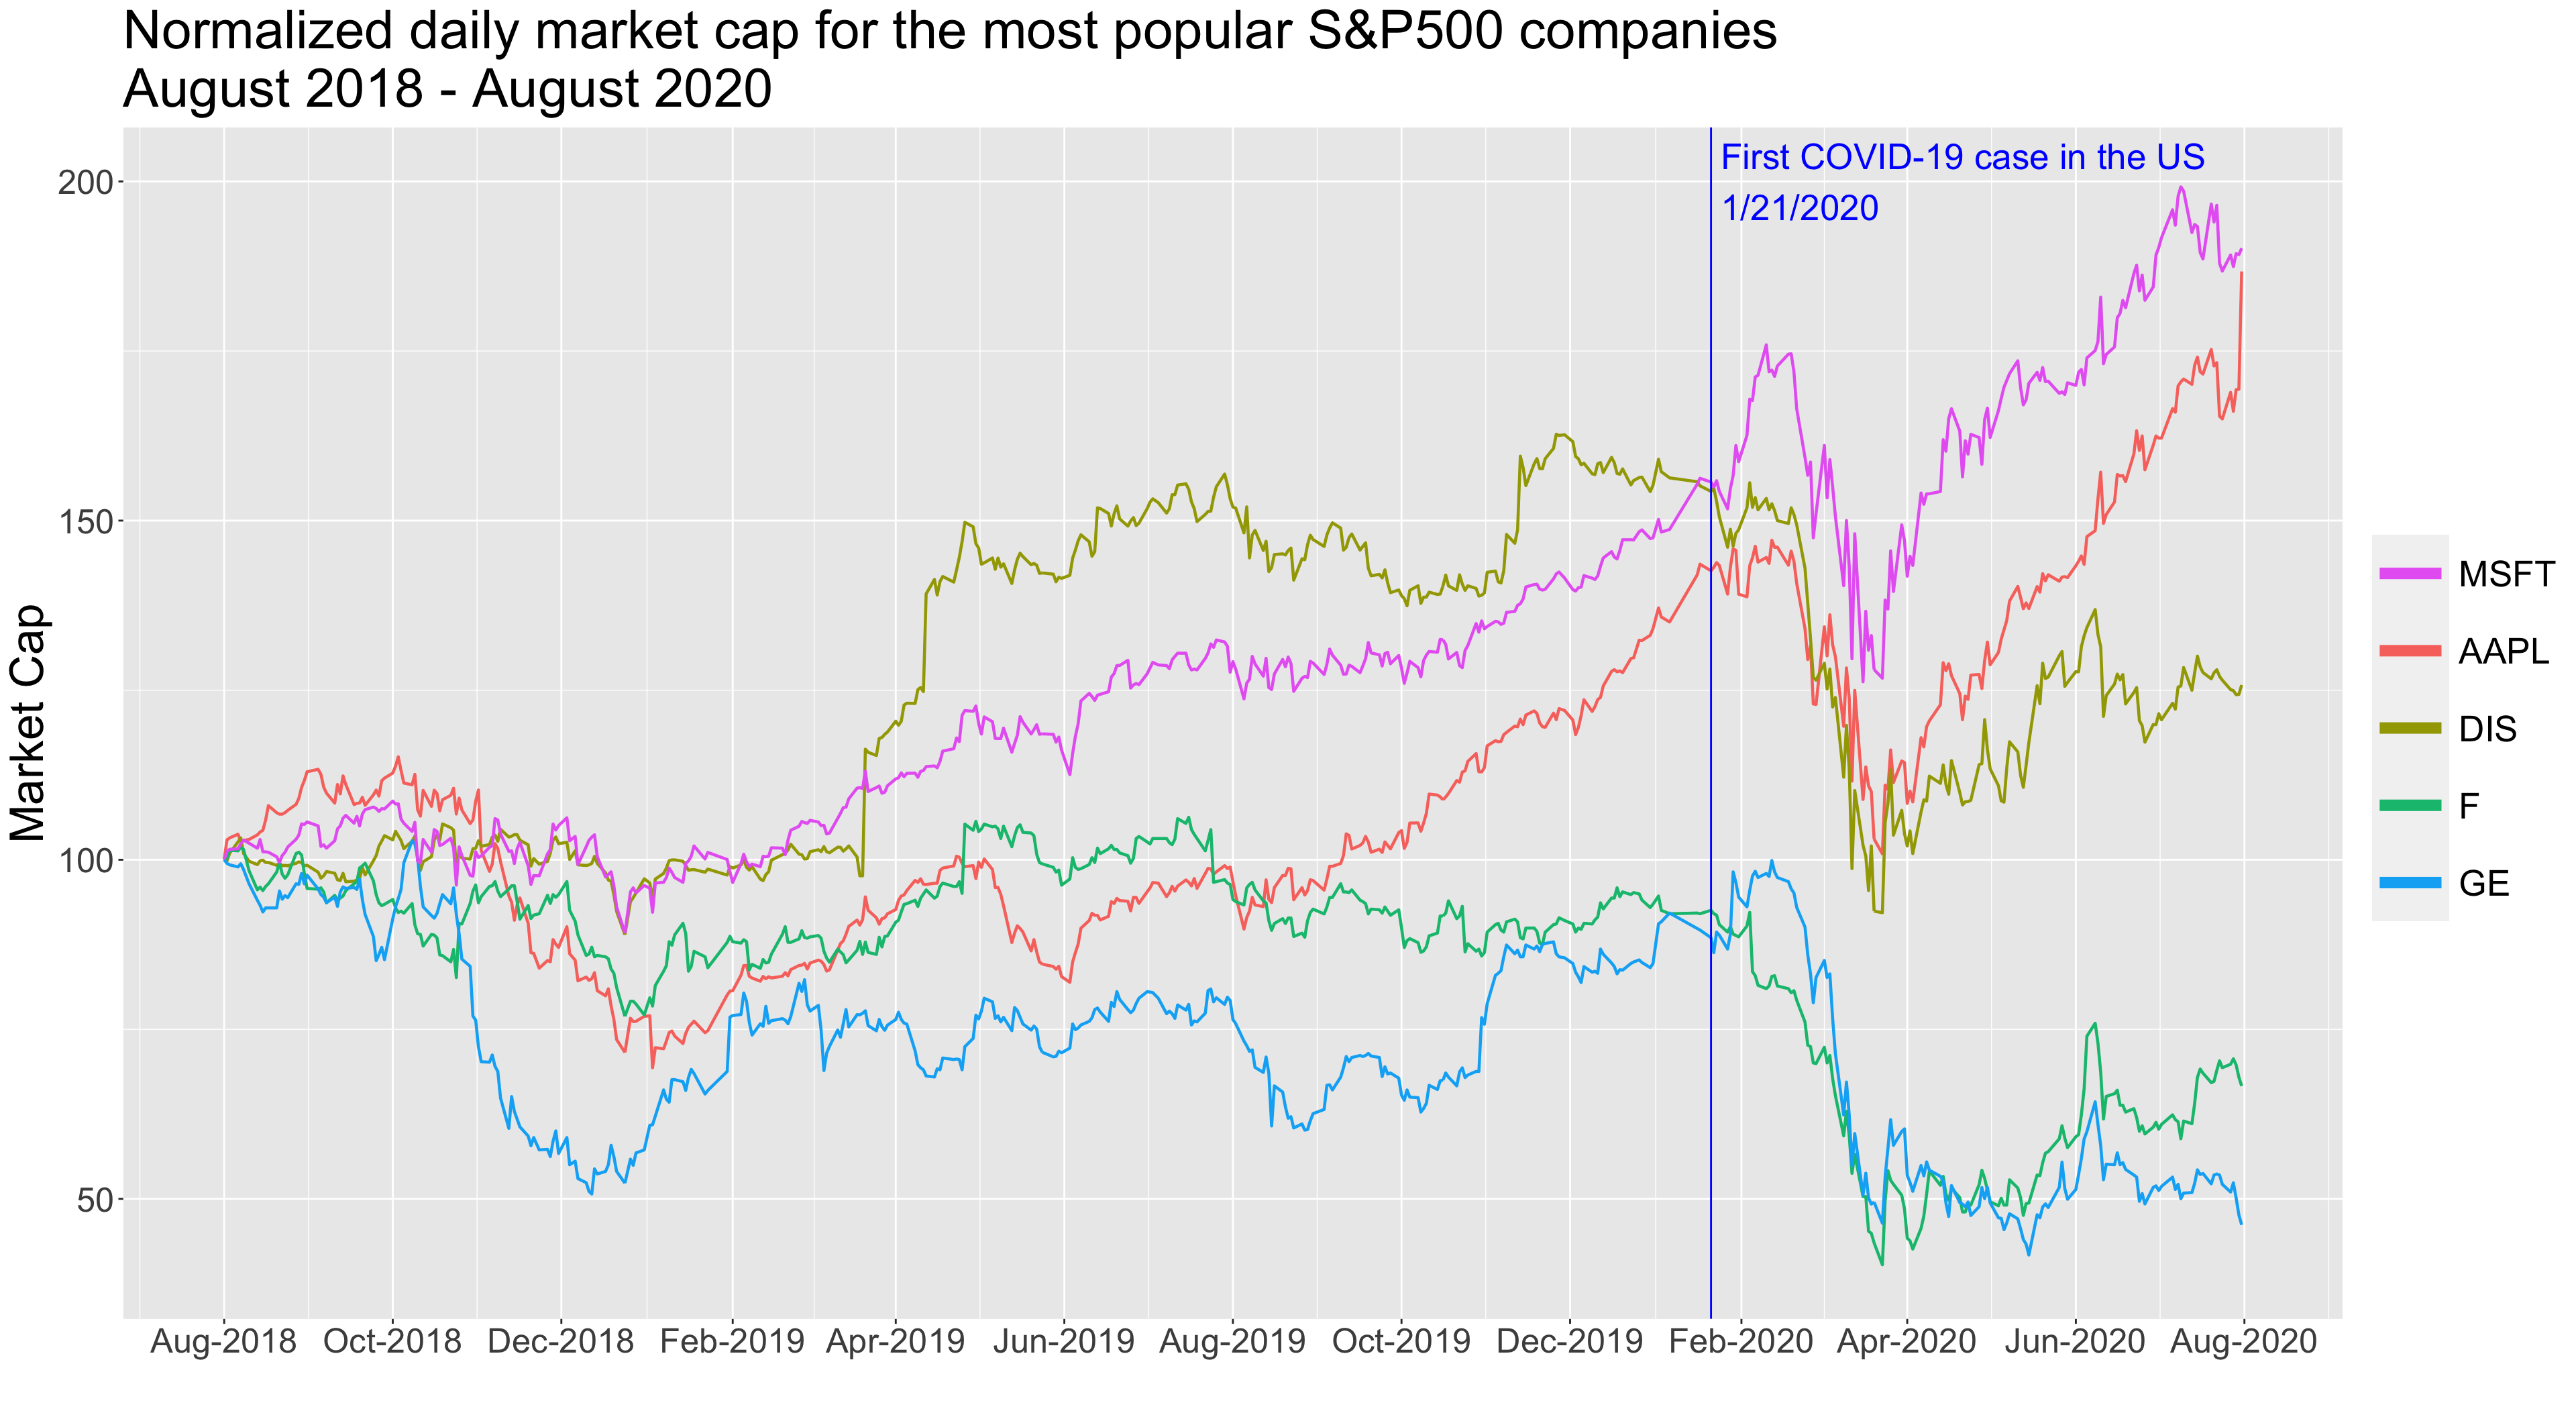 Normalized daily market cap for the most popular S&P500 companies
August 2018 - August 2020
First COVID-19 case in the US
1/21/2020
200
150
100
50
Market Cap
MSFT
AAPL
DIS
F
GE
Aug-2018 Oct-2018 Dec-2018 Feb-2019 Apr-2019 Jun-2019 Aug-2019 Oct-2019 Dec-2019 Feb-2020 Apr-2020 Jun-2020 Aug-2020